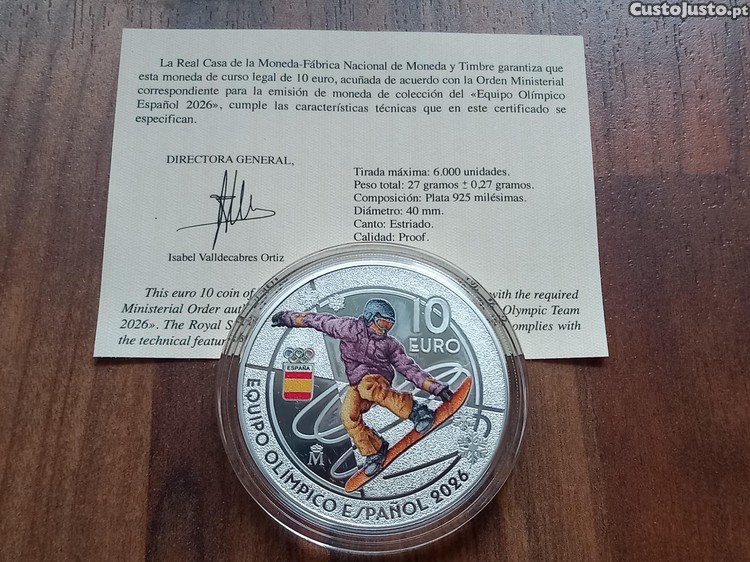 CustoJusto.pt
La Real Casa de la Moneda-Fábrica Nacional de Moneda y Timbre garantiza que
esta moneda de curso legal de 10 euro, acuñada de acuerdo con la Orden Ministerial
correspondiente para la emisión de moneda de colección del «Equipo Olímpico
Español 2026», cumple las características técnicas que en este certificado se
especifican.
DIRECTORA GENERAL,
Isabel Valldecabres Ortiz
Tirada máxima: 6.000 unidades.
Peso total: 27 gramos ± 0,27 gramos.
Composición: Plata 925 milésimas.
Diámetro: 40 mm.
Canto: Estriado.
Calidad: Proof.
This euro 10 coin of with the required
Ministerial Order Olympic Team
2026». The Royal complies with
the technical
10
EURO
ESPAÑA
M
EQUIPO OLÍMPICO ESPAÑOL 2026